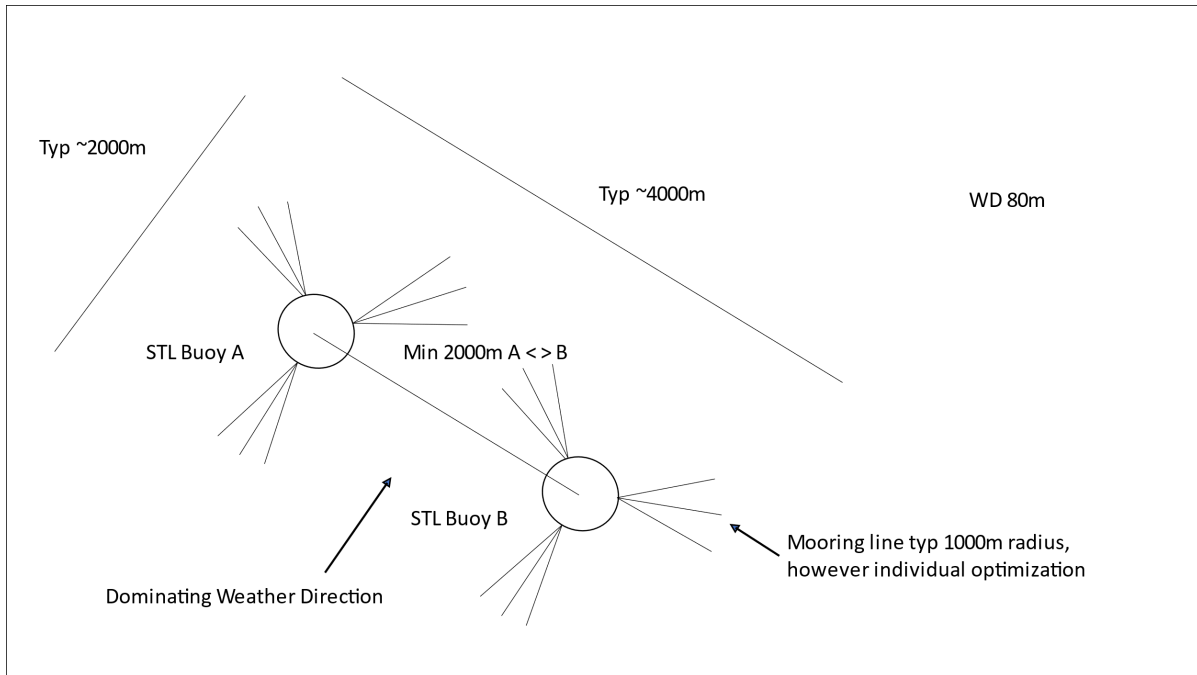 Typ ~2000m
Typ ~4000m
WD 80m
STL Buoy A
Min 2000m A < > B
STL Buoy B
Mooring line typ 1000m radius,
however individual optimization
Dominating Weather Direction